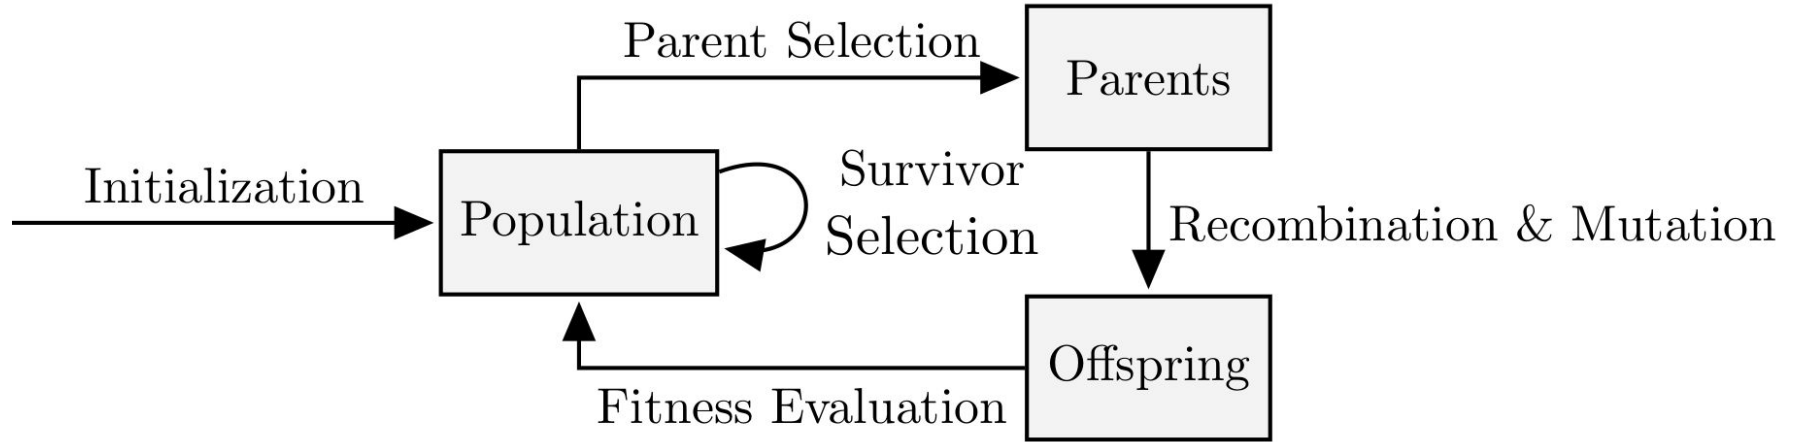 Parent Selection
Parents
Initialization
Population
Survivor
Selection
Recombination & Mutation
Offspring
Fitness Evaluation